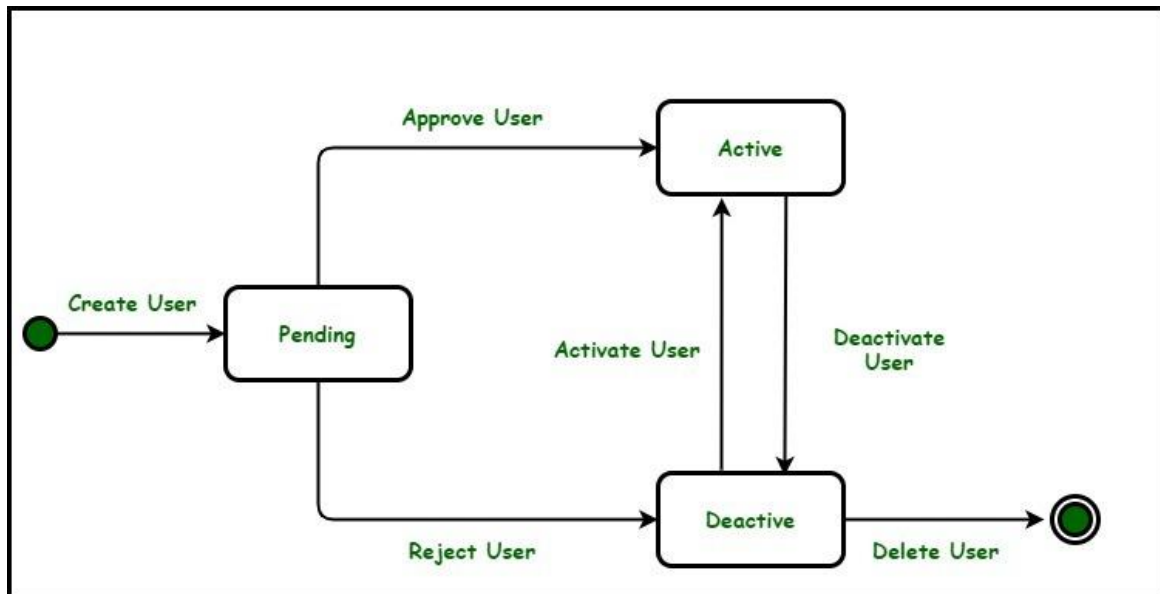 Approve User
Active
Create User
Pending
Activate User
Deactivate
User
Deactive
Reject User
Delete User